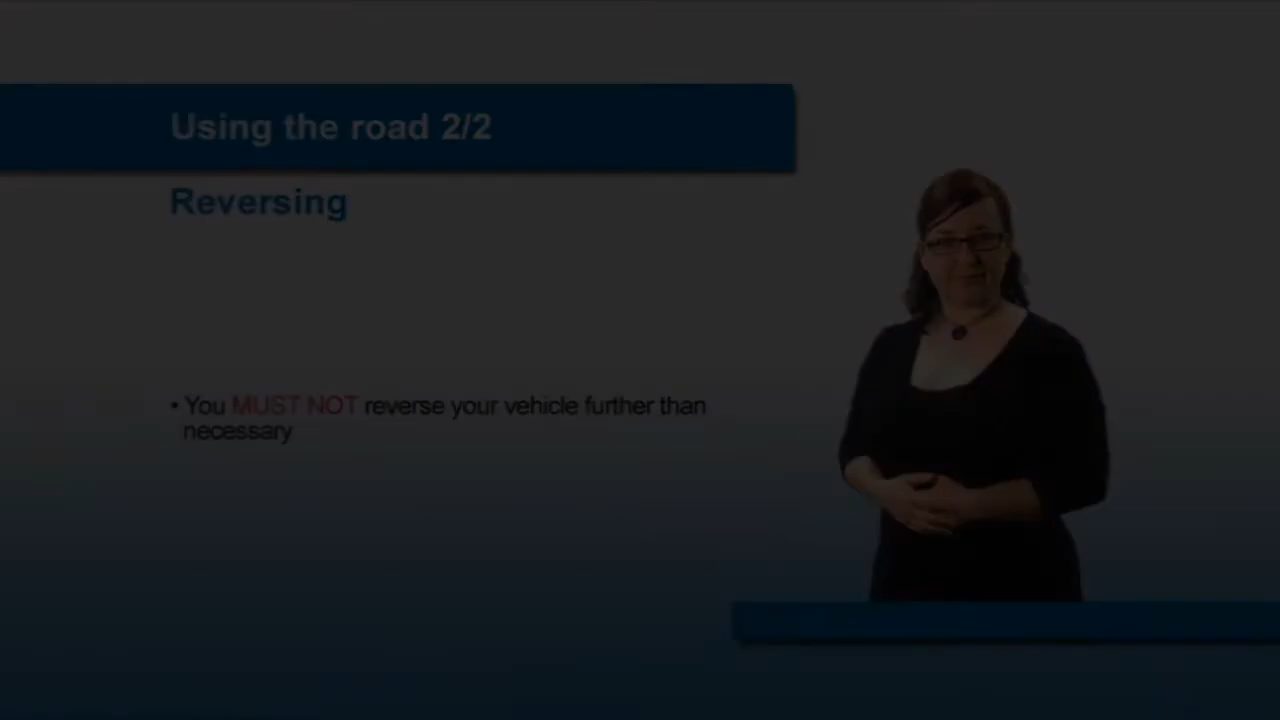 Using the road 2/2
Reversing
• You MUST NOT reverse your vehicle further than
necessary